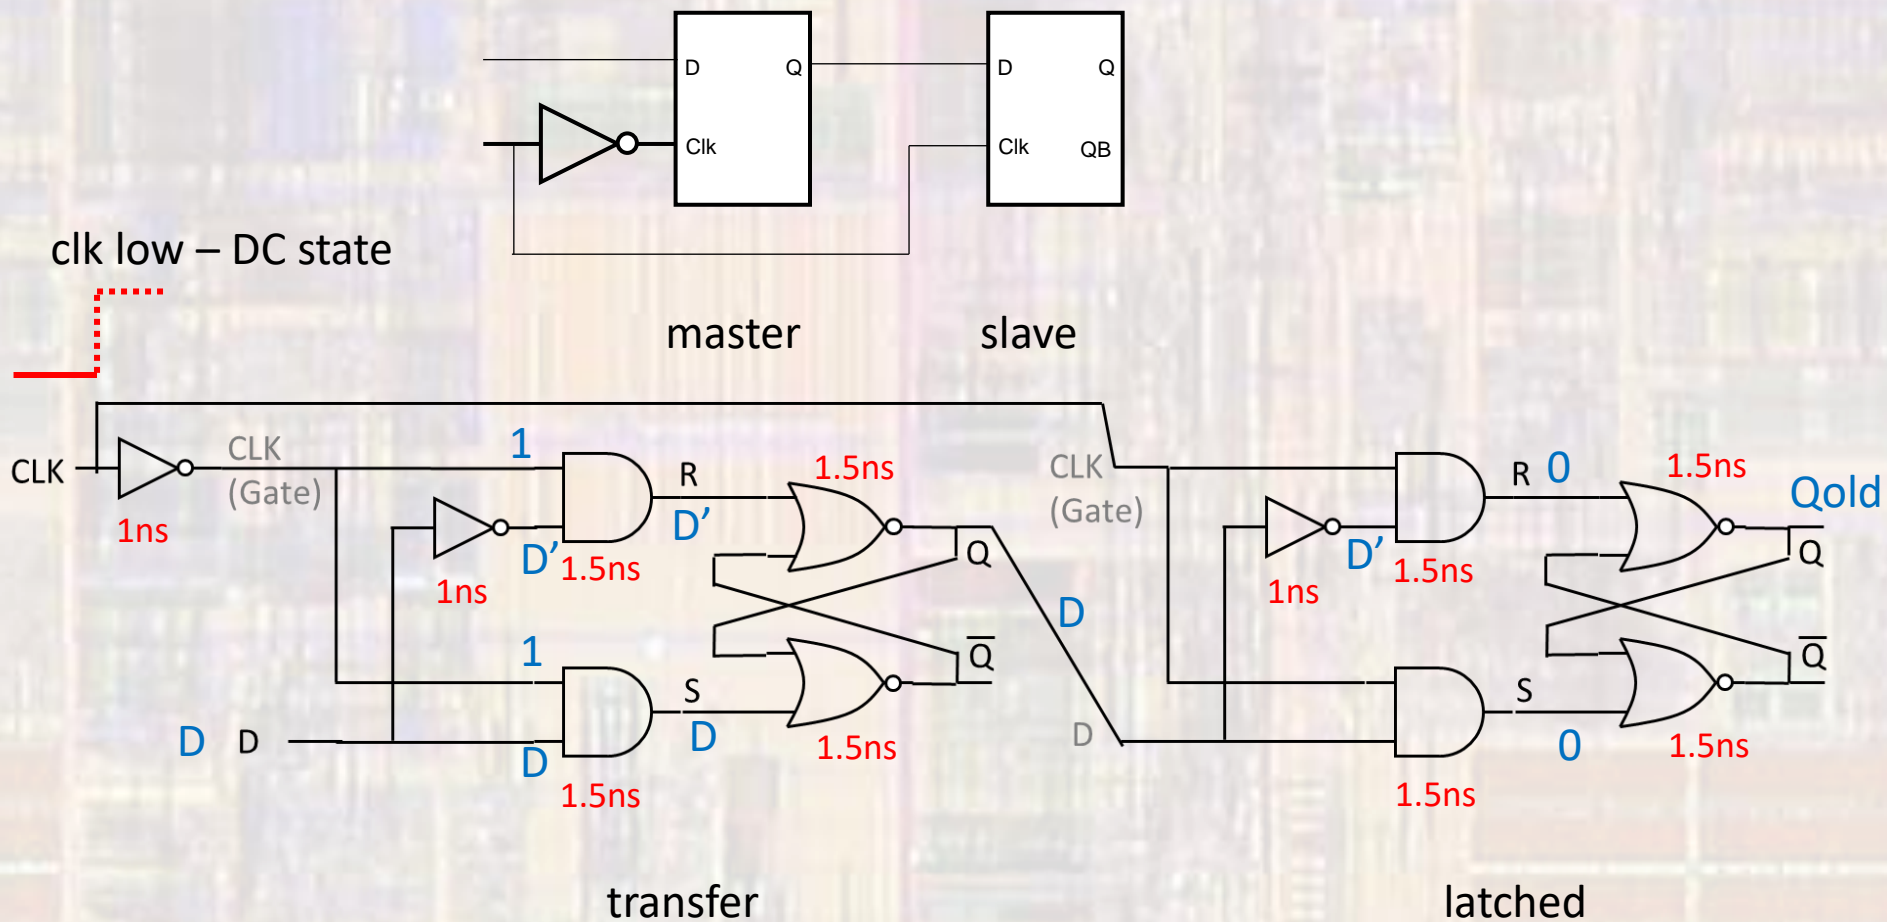 D Q D Q
Clk Clk QB
clk low – DC state
master slave
CLK CLK 1 R 1.5ns CLK R 0 1.5ns
(Gate) (Gate) Qold
1ns D’ D’ Q D’ Q
1ns 1.5ns 1ns 1.5ns
D
1 Q Q
S S
D D D D D 0
1.5ns 1.5ns
1.5ns 1.5ns
transfer latched